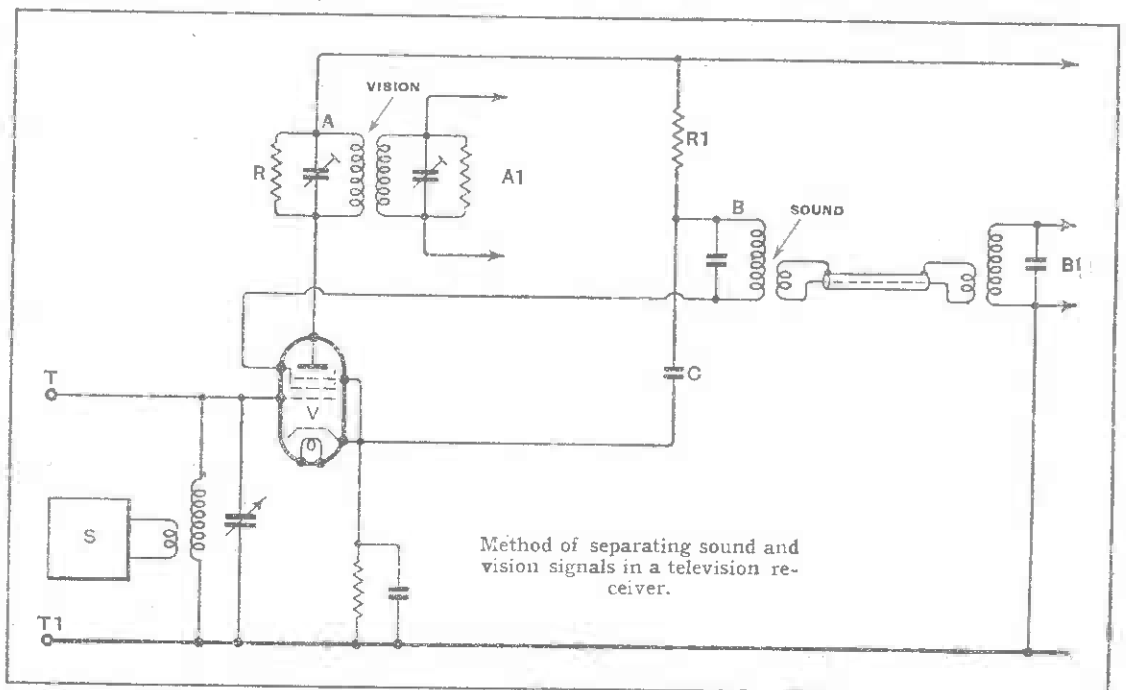 VISION
A
R
A1
R1
B
SOUND
B1
C
T
V
S
T1
Method of separating sound and
vision signals in a television re-
ceiver.